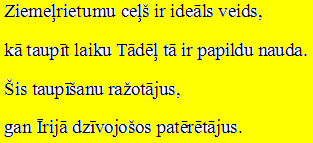 Ziemeļrietumu ceļš ir ideāls veids,
kā taupīt laiku Tādēļ tā ir papildu nauda.
Šis taupīšanu ražotājus,
gan Īrijā dzīvojošos patērētājus.